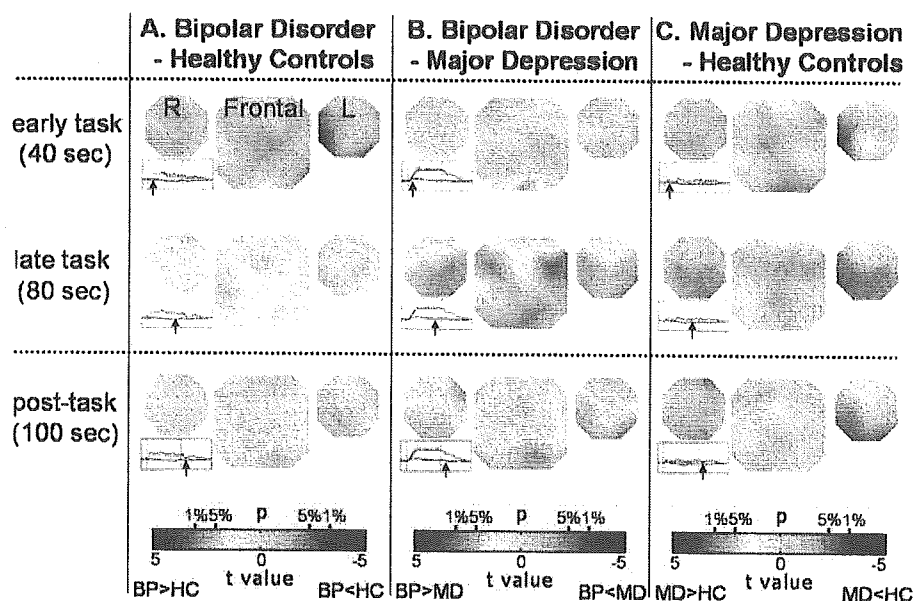 A. Bipolar Disorder - Healthy Controls
B. Bipolar Disorder - Major Depression
C. Major Depression - Healthy Controls
early task (40 sec)
R Frontal L
late task (80 sec)
post-task (100 sec)
1%5% p 5%1%
1%5% p 5%1%
1%5% p 5%1%
5 0 -5
5 0 -5
5 0 -5
t value
t value
t value
BP>HC BP<HC
BP>MD BP<MD
MD>HC MD<HC